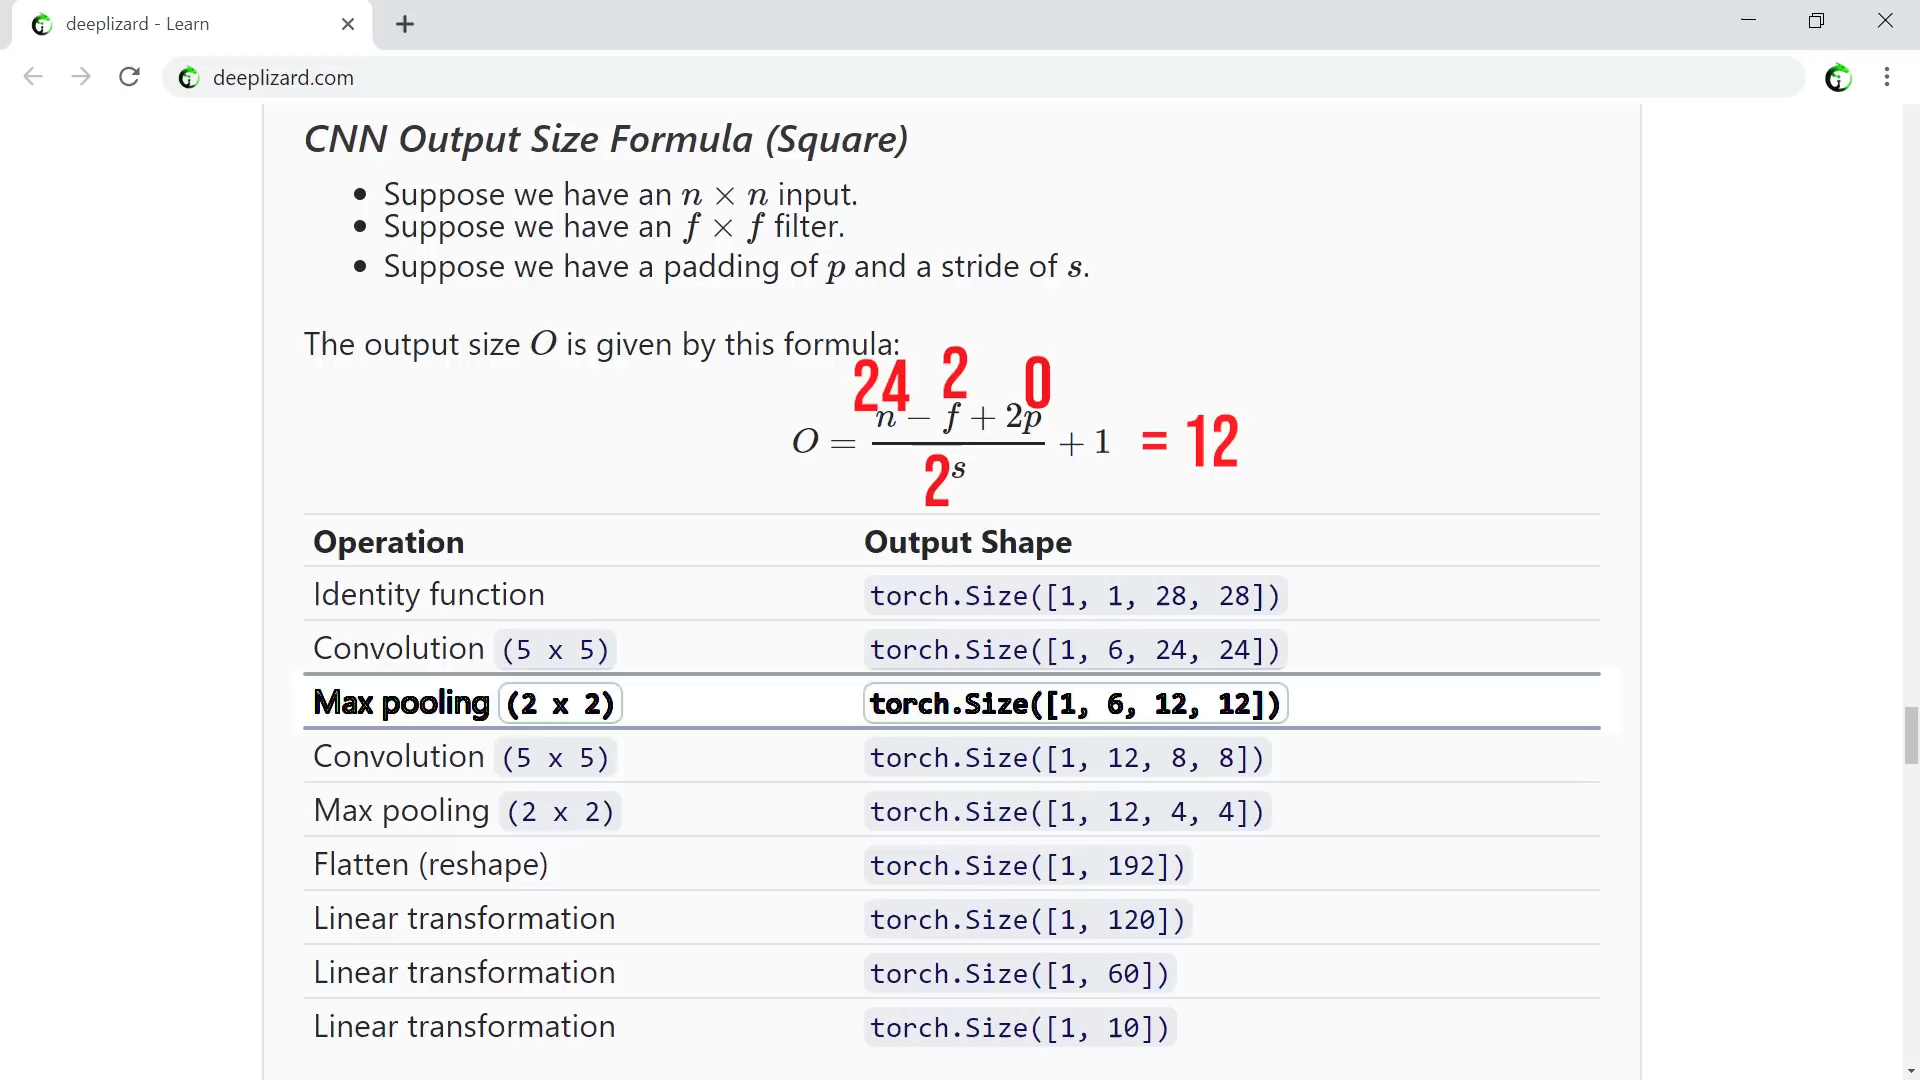 deeplizard - Learn
deeplizard.com
CNN Output Size Formula (Square)
• Suppose we have an n × n input.
• Suppose we have an f × f filter.
• Suppose we have a padding of p and a stride of s.
The output size O is given by this formula:
24 2 0
n − f + 2p
O = + 1 = 12
2 s
Operation Output Shape
Identity function torch.Size([1, 1, 28, 28])
Convolution (5 x 5) torch.Size([1, 6, 24, 24])
Max pooling (2 x 2) torch.Size([1, 6, 12, 12])
Convolution (5 x 5) torch.Size([1, 12, 8, 8])
Max pooling (2 x 2) torch.Size([1, 12, 4, 4])
Flatten (reshape) torch.Size([1, 192])
Linear transformation torch.Size([1, 120])
Linear transformation torch.Size([1, 60])
Linear transformation torch.Size([1, 10])